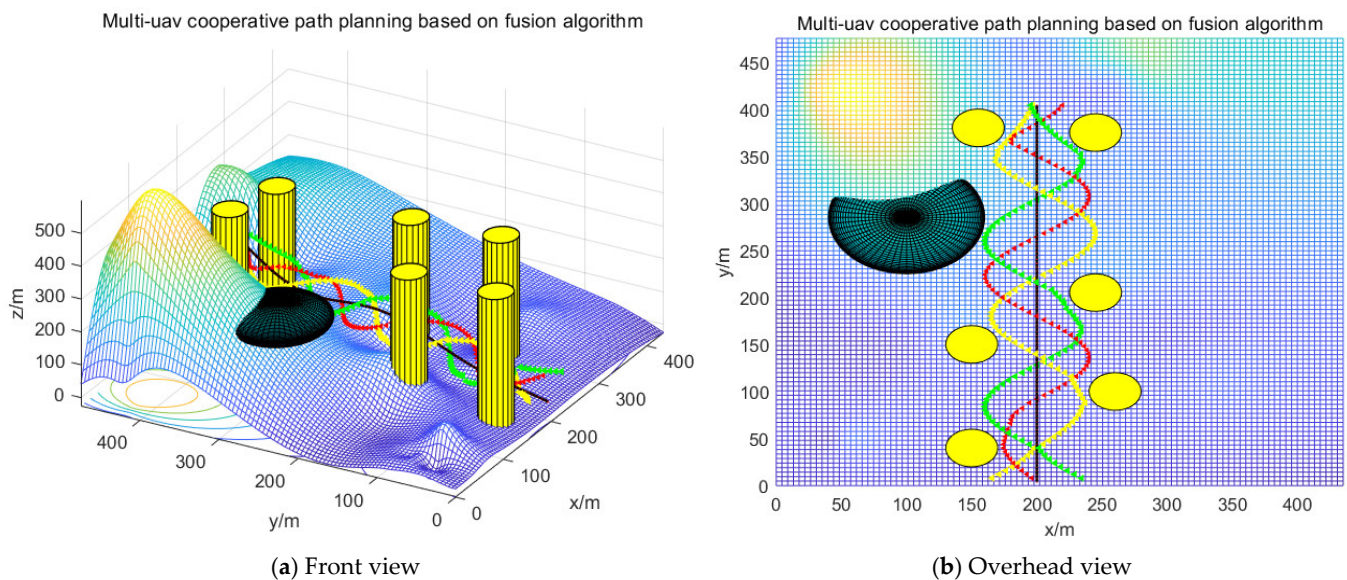 Multi-uav cooperative path planning based on fusion algorithm
500
400
300
200
100
0
z/m
400
300
200
100
0
y/m
0
100
200
300
400
x/m
(a) Front view
Multi-uav cooperative path planning based on fusion algorithm
450
400
350
300
250
200
150
100
50
0
y/m
0 50 100 150 200 250 300 350 400
x/m
(b) Overhead view